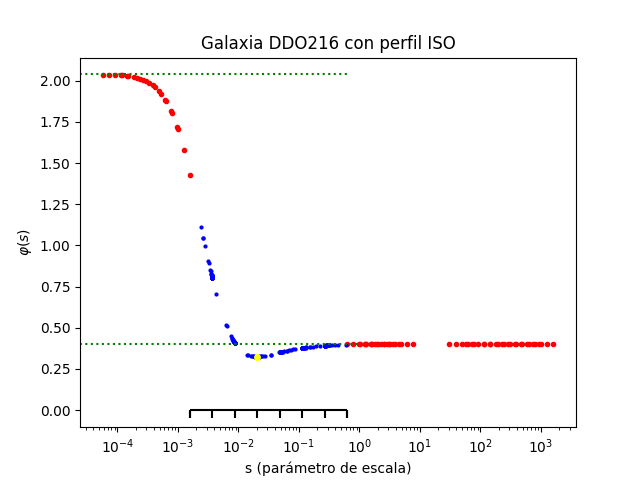 Galaxia DDO216 con perfil ISO
2.00
1.75
1.50
1.25
1.00
0.75
0.50
0.25
0.00
φ(s)
10⁻⁴ 10⁻³ 10⁻² 10⁻¹ 10⁰ 10¹ 10² 10³
s (parámetro de escala)